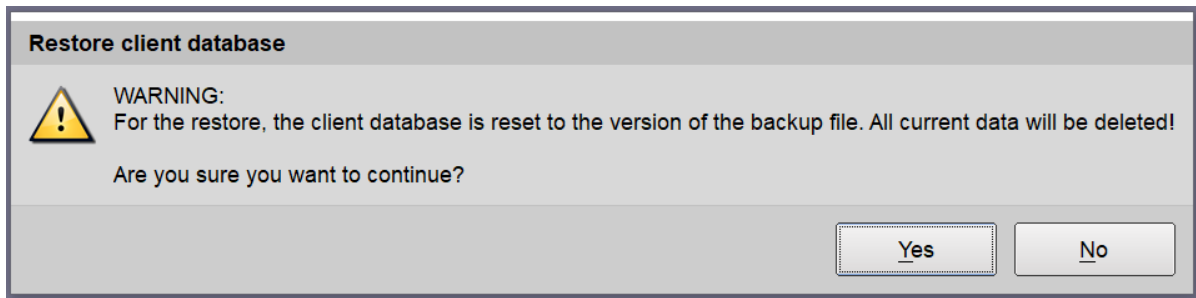 Restore client database
WARNING:
For the restore, the client database is reset to the version of the backup file. All current data will be deleted!
Are you sure you want to continue?
Yes
No